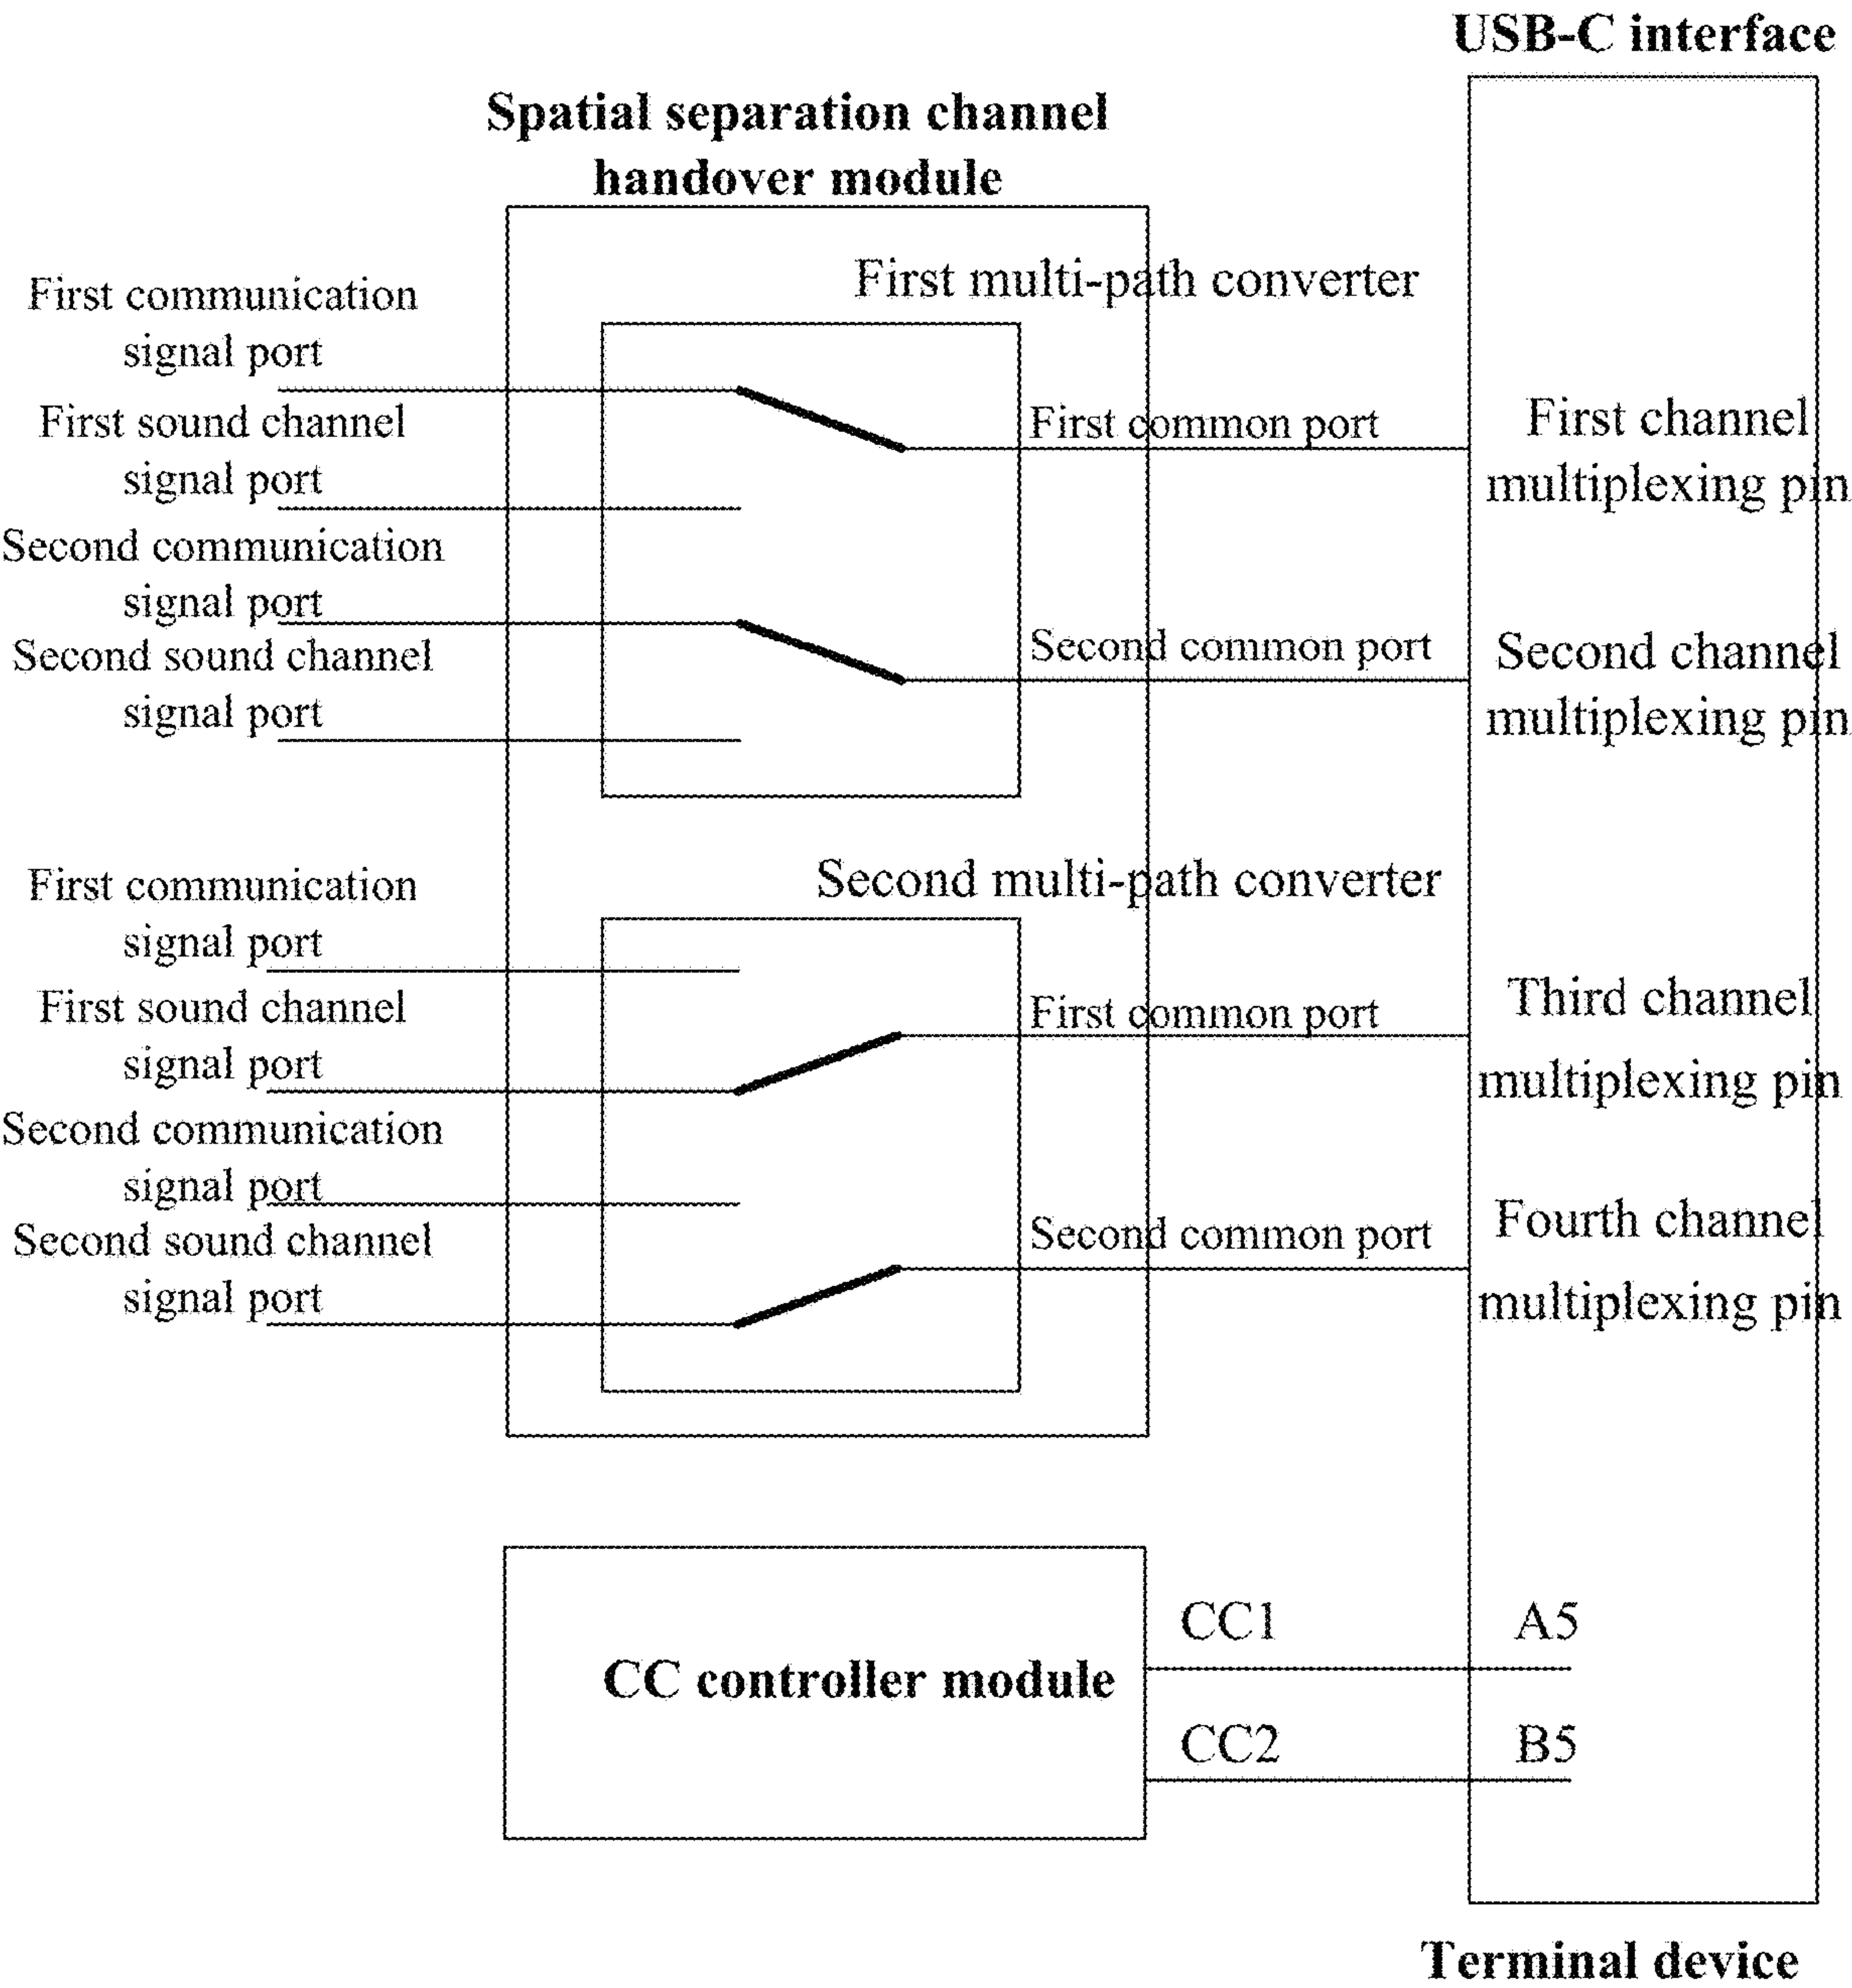 USB-C interface
Spatial separation channel
handover module
First multi-path converter
First communication
signal port
First sound channel
signal port
Second communication
signal port
Second sound channel
signal port
First common port
Second common port
First channel
multiplexing pin
Second channel
multiplexing pin
Second multi-path converter
First communication
signal port
First sound channel
signal port
Second communication
signal port
Second sound channel
signal port
First common port
Second common port
Third channel
multiplexing pin
Fourth channel
multiplexing pin
CC controller module
CC1
A5
CC2
B5
Terminal device